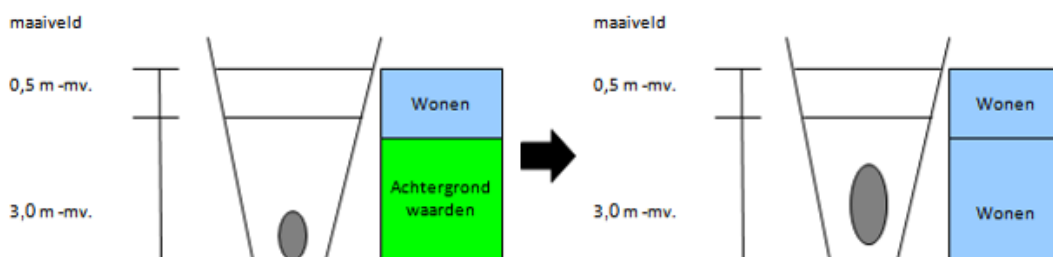 maaiveld
0,5 m -mv.
3,0 m -mv.
Wonen
Achtergrond
waarden
maaiveld
0,5 m -mv.
3,0 m -mv.
Wonen
Wonen